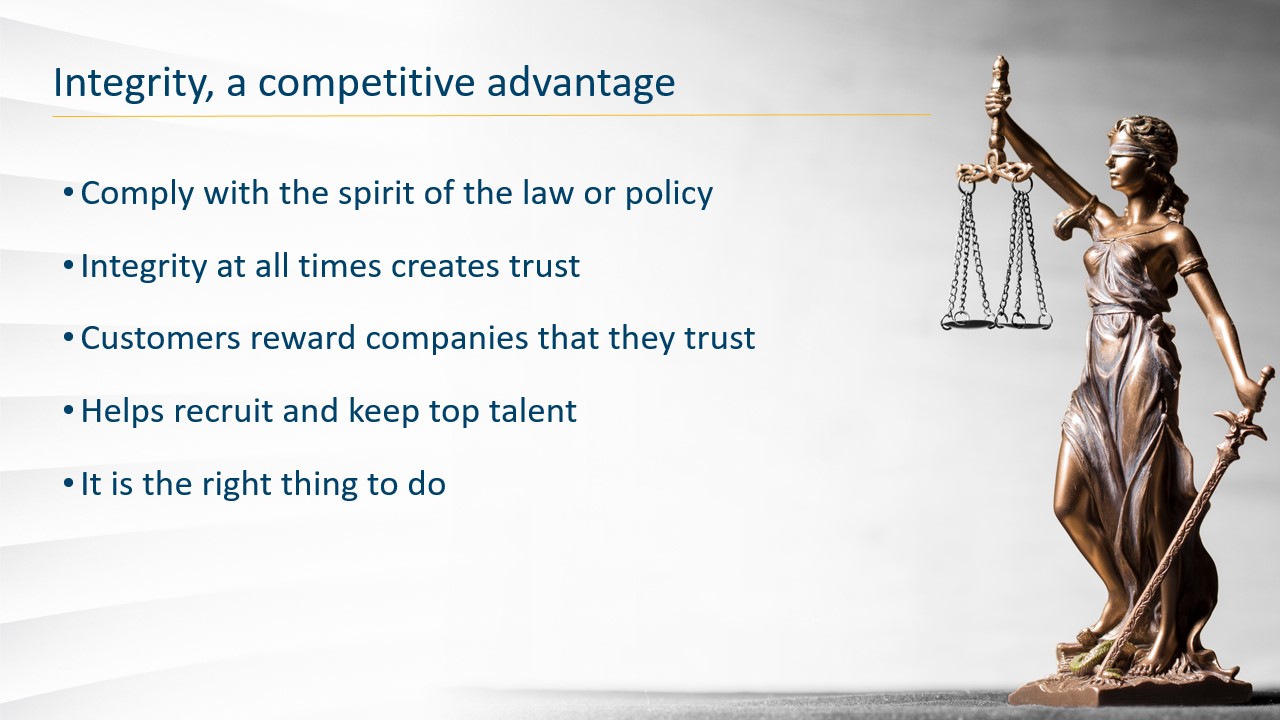 Integrity, a competitive advantage
• Comply with the spirit of the law or policy
• Integrity at all times creates trust
• Customers reward companies that they trust
• Helps recruit and keep top talent
• It is the right thing to do